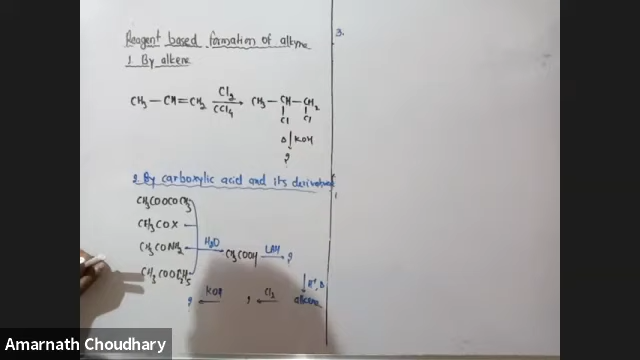 Reagent based formation of alkyne
3.
1. By alkene
CH3 — CH = CH2 Cl2 CCl4 CH3 — CH — CH2
Cl Cl
Δ KOH
?
2. By carboxylic acid and its
CH3COOCOCH3
CH3COX
CH3CONH2 H2O CH3COOH LAH ?
CH3COOC2H5 H+, Δ
? KOH ? Cl2 alkene
Amarnath Choudhary